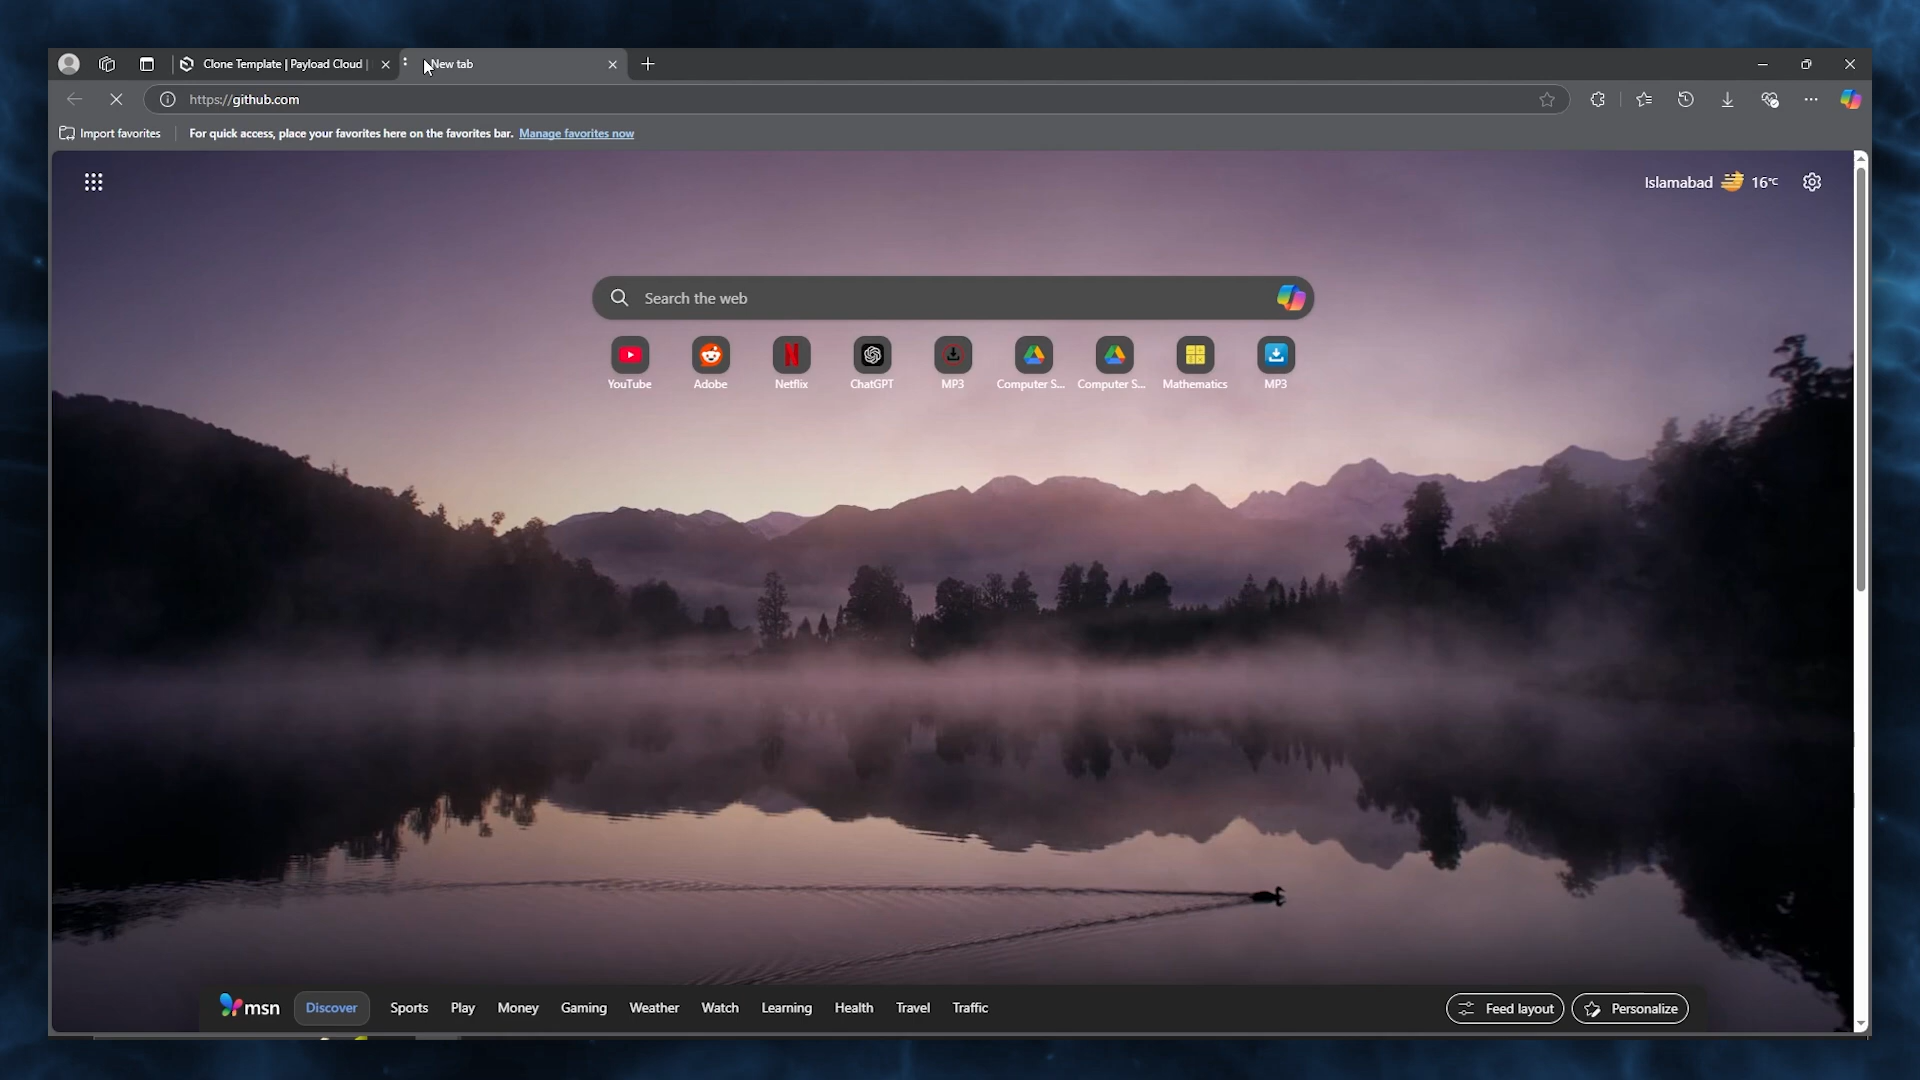 Clone Template | Payload Cloud |
New tab
https://github.com
Import favorites
For quick access, place your favorites here on the favorites bar. Manage favorites now
Islamabad 16°C
Search the web
YouTube Adobe Netflix ChatGPT MP3 Computer S... Computer S... Mathematics MP3
msn Discover Sports Play Money Gaming Weather Watch Learning Health Travel Traffic Feed layout Personalize